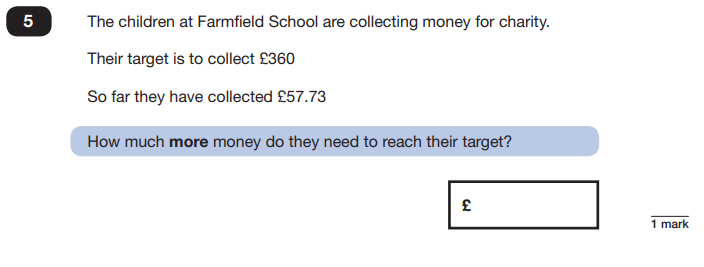 5
The children at Farmfield School are collecting money for charity.
Their target is to collect £360
So far they have collected £57.73
How much more money do they need to reach their target?
£
1 mark